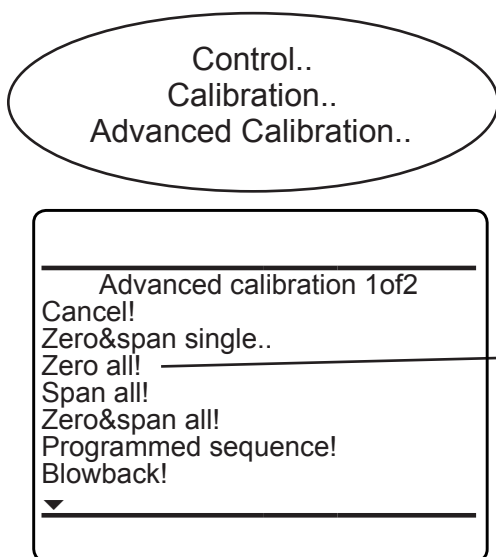 Control..
Calibration..
Advanced Calibration..
Advanced calibration 1of2
Cancel!
Zero&span single..
Zero all!
Span all!
Zero&span all!
Programmed sequence!
Blowback!